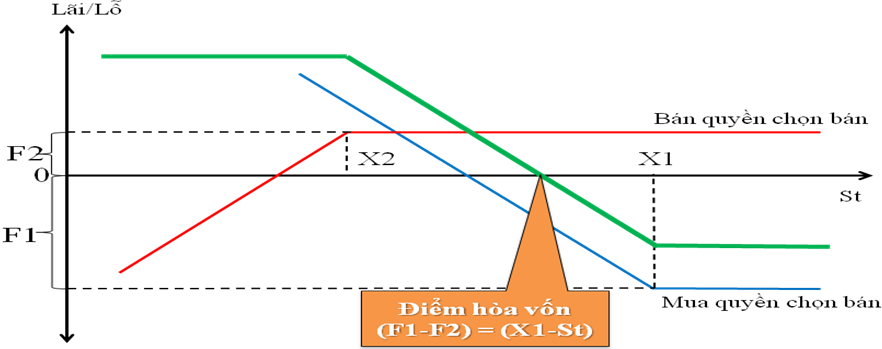 Lãi/Lỗ
Bán quyền chọn bán
F2
X2
X1
0
St
F1
Điểm hòa vốn
(F1-F2) = (X1-St)
Mua quyền chọn bán